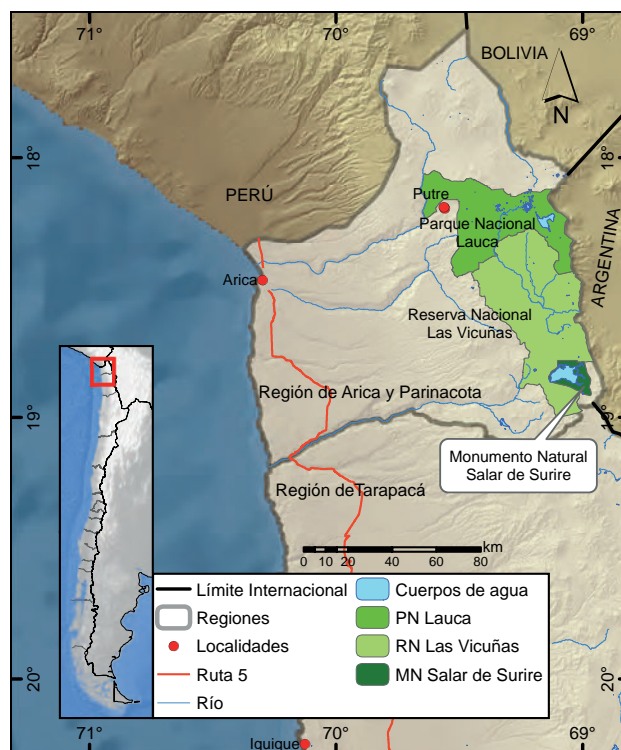 71°
70°
69°
BOLIVIA
N
18°
18°
PERÚ
Putre
Parque Nacional
Lauca
ARGENTINA
Arica
Reserva Nacional
Las Vicuñas
Región de Arica y Parinacota
19°
19°
Monumento Natural
Salar de Surire
Región deTarapacá
km
0 10 20 40 60 80
Límite Internacional
Regiones
Localidades
Ruta 5
Río
Cuerpos de agua
PN Lauca
RN Las Vicuñas
MN Salar de Surire
20°
20°
Iquique
71°
70°
69°